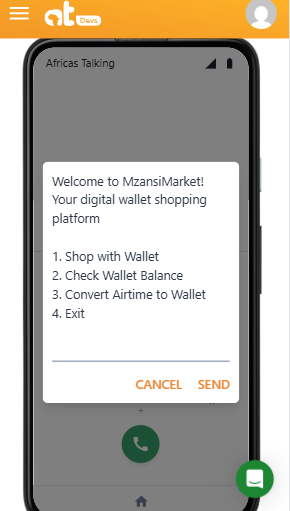 at
Devs
Africas Talking
Welcome to MzansiMarket!
Your digital wallet shopping
platform
1. Shop with Wallet
2. Check Wallet Balance
3. Convert Airtime to Wallet
4. Exit
CANCEL SEND